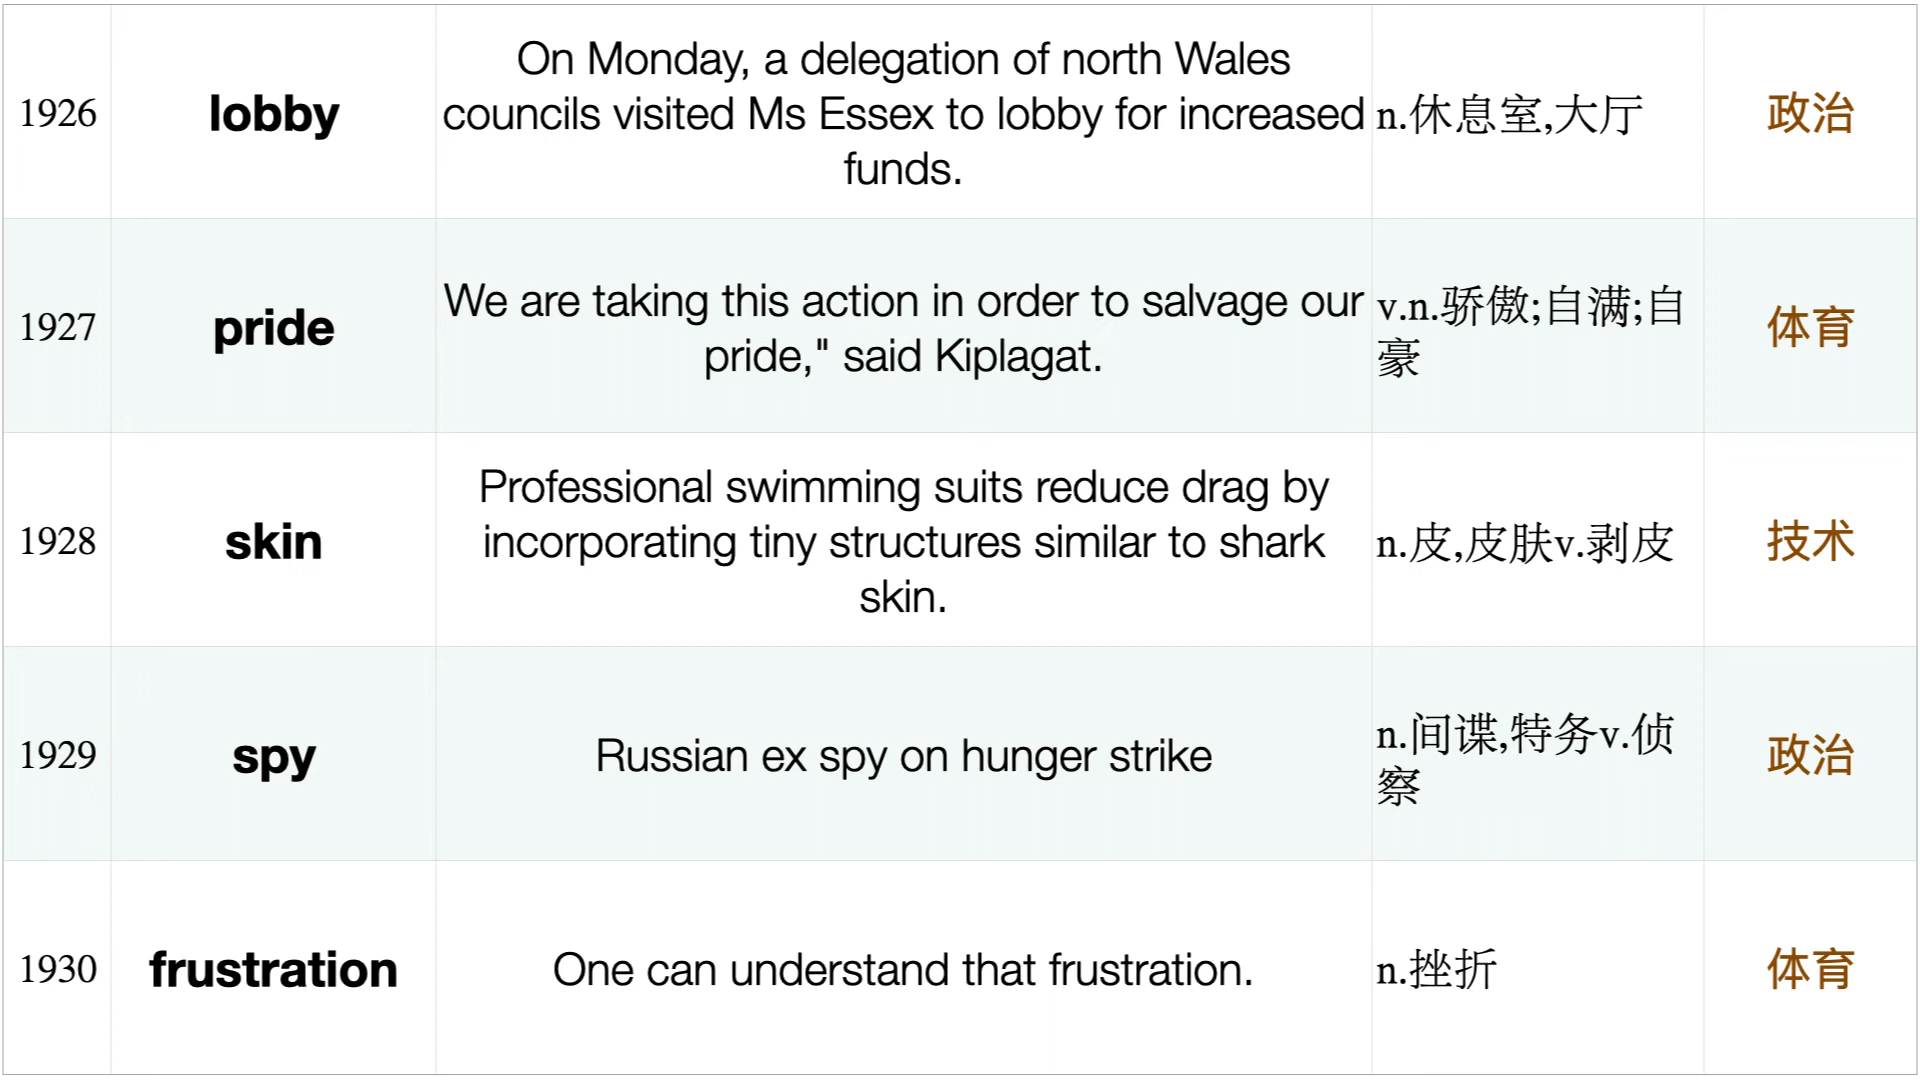 1926 lobby On Monday, a delegation of north Wales
councils visited Ms Essex to lobby for increased
funds. n.休息室,大厅 政治
1927 pride We are taking this action in order to salvage our
pride," said Kiplagat. v.n.骄傲;自满;自
豪 体育
1928 skin Professional swimming suits reduce drag by
incorporating tiny structures similar to shark
skin. n.皮,皮肤v.剥皮 技术
1929 spy Russian ex spy on hunger strike n.间谍,特务v.侦
察 政治
1930 frustration One can understand that frustration. n.挫折 体育